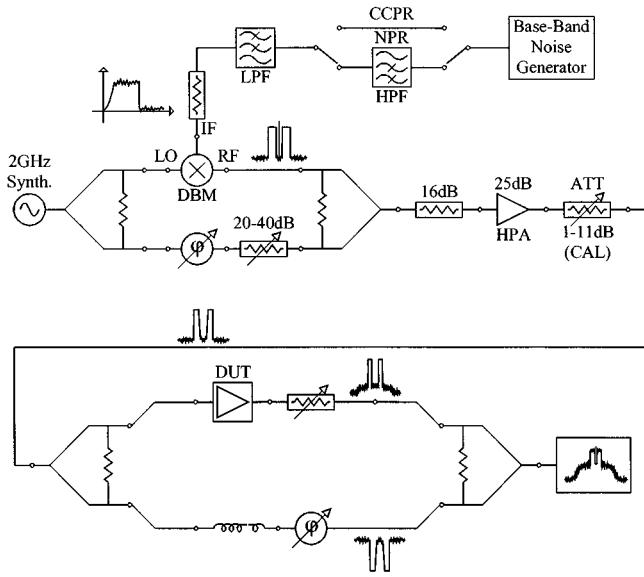 CCPR
NPR
Base-Band
Noise
Generator
LPF
HPF
IF
2GHz
Synth.
LO
RF
DBM
20-40dB
φ
16dB
25dB
HPA
ATT
1-11dB
(CAL)
DUT
φ